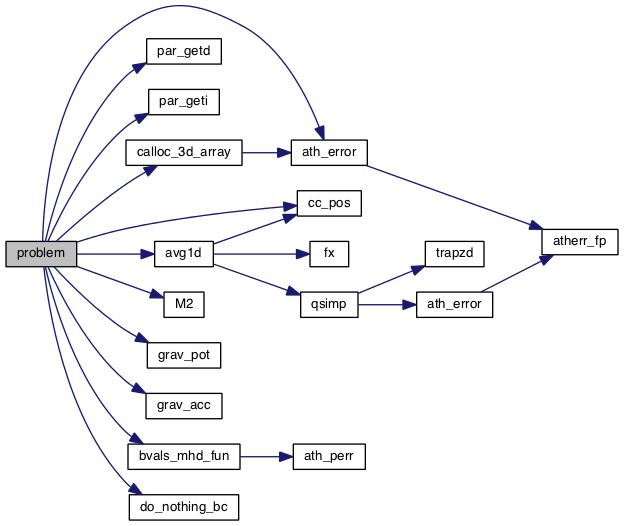 par_getd
par_geti
calloc_3d_array
ath_error
cc_pos
atherr_fp
problem
avg1d
fx
trapzd
M2
qsimp
ath_error
grav_pot
grav_acc
bvals_mhd_fun
ath_perr
do_nothing_bc